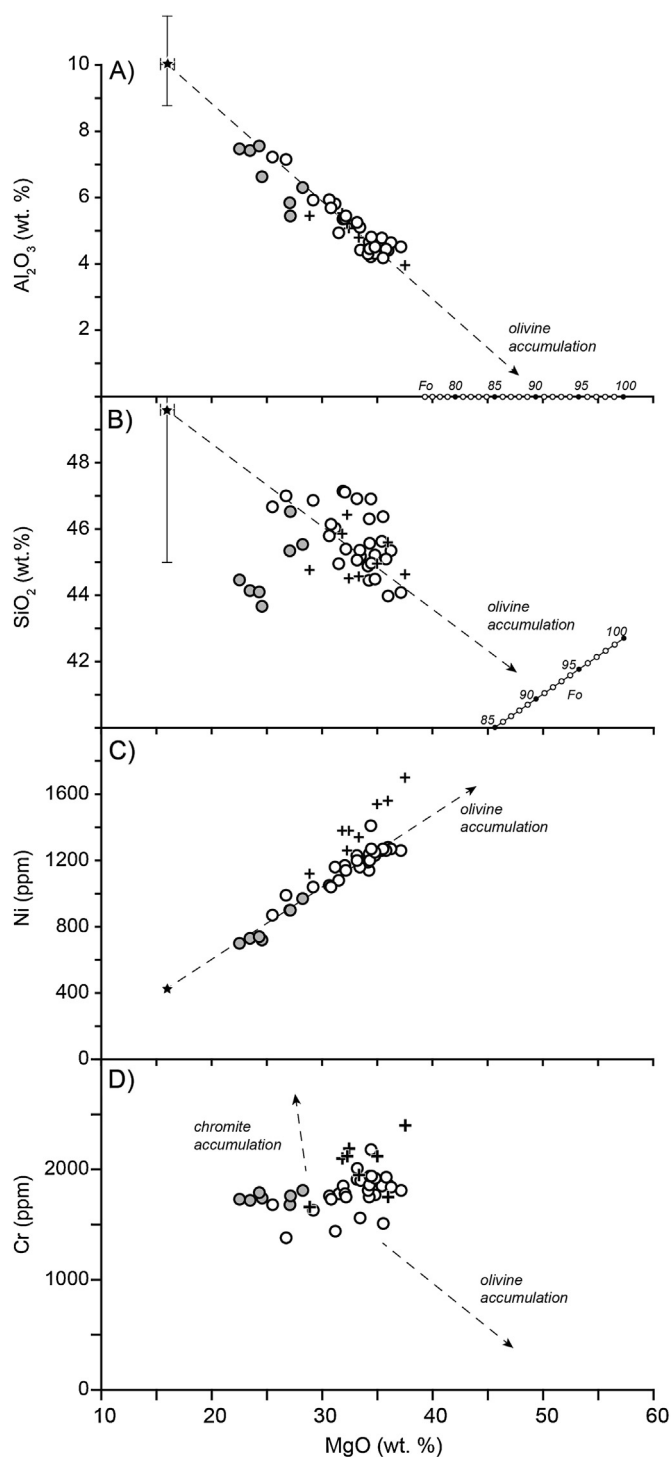 A)
10
8
6
4
2
Al₂O₃ (wt. %)
olivine
accumulation
Fo 80 85 90 95 100
B)
48
46
44
42
SiO₂ (wt.%)
olivine
accumulation
100
95
90
Fo
85
C)
1600
1200
800
400
0
Ni (ppm)
olivine
accumulation
D)
chromite
accumulation
2000
1000
0
Cr (ppm)
olivine
accumulation
10 20 30 40 50 60
MgO (wt. %)